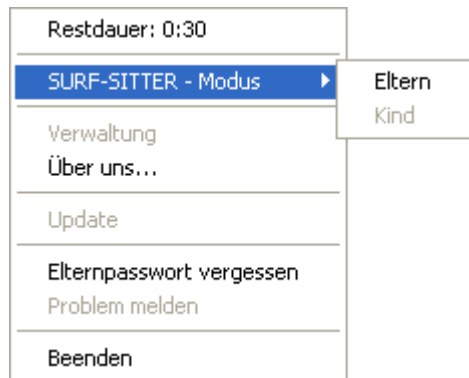 Restdauer: 0:30
SURF-SITTER - Modus
Eltern
Kind
Verwaltung
Über uns...
Update
Elternpasswort vergessen
Problem melden
Beenden